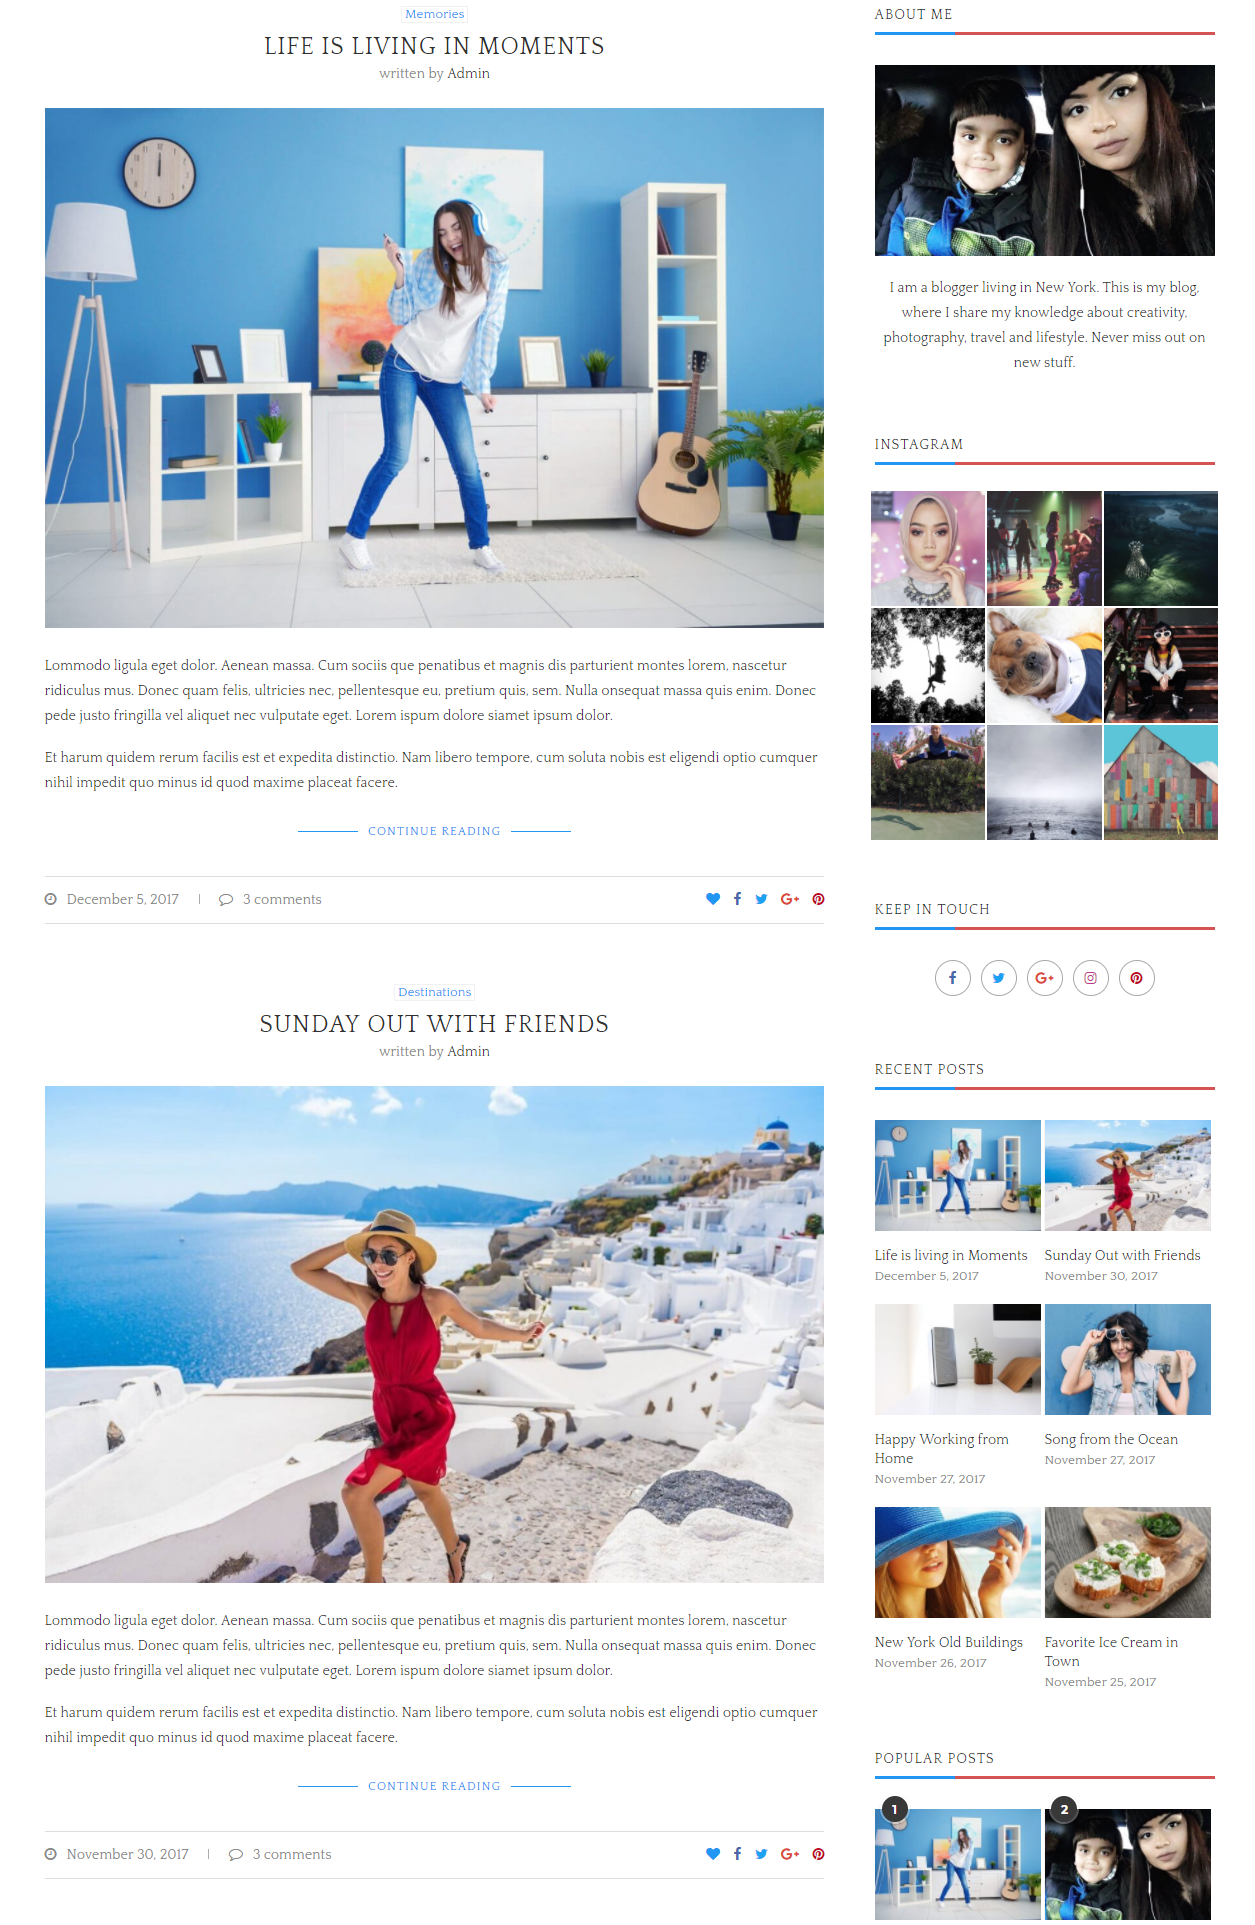 Memories
LIFE IS LIVING IN MOMENTS
written by Admin
Lommodo ligula eget dolor. Aenean massa. Cum sociis que penatibus et magnis dis parturient montes lorem, nascetur
ridiculus mus. Donec quam felis, ultricies nec, pellentesque eu, pretium quis, sem. Nulla onsequat massa quis enim. Donec
pede justo fringilla vel aliquet nec vulputate eget. Lorem ispum dolore siamet ipsum dolor.
Et harum quidem rerum facilis est et expedita distinctio. Nam libero tempore, cum soluta nobis est eligendi optio cumquer
nihil impedit quo minus id quod maxime placeat facere.
CONTINUE READING
December 5, 2017 | 3 comments
Destinations
SUNDAY OUT WITH FRIENDS
written by Admin
Lommodo ligula eget dolor. Aenean massa. Cum sociis que penatibus et magnis dis parturient montes lorem, nascetur
ridiculus mus. Donec quam felis, ultricies nec, pellentesque eu, pretium quis, sem. Nulla onsequat massa quis enim. Donec
pede justo fringilla vel aliquet nec vulputate eget. Lorem ispum dolore siamet ipsum dolor.
Et harum quidem rerum facilis est et expedita distinctio. Nam libero tempore, cum soluta nobis est eligendi optio cumquer
nihil impedit quo minus id quod maxime placeat facere.
CONTINUE READING
November 30, 2017 | 3 comments
ABOUT ME
I am a blogger living in New York. This is my blog,
where I share my knowledge about creativity,
photography, travel and lifestyle. Never miss out on
new stuff.
INSTAGRAM
KEEP IN TOUCH
RECENT POSTS
Life is living in Moments
December 5, 2017
Sunday Out with Friends
November 30, 2017
Happy Working from
Home
November 27, 2017
Song from the Ocean
November 27, 2017
New York Old Buildings
November 26, 2017
Favorite Ice Cream in
Town
November 25, 2017
POPULAR POSTS
1
2